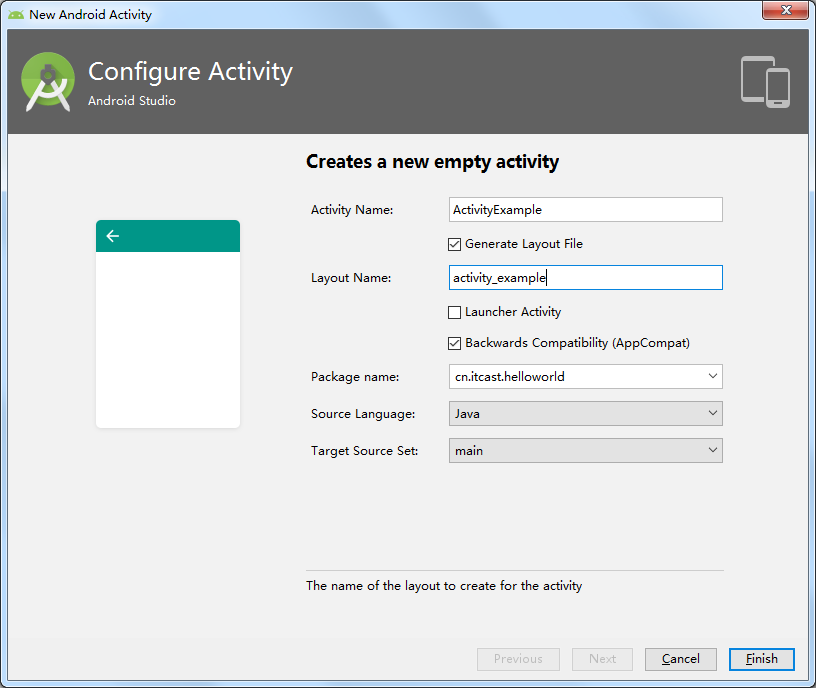 New Android Activity
Configure Activity
Android Studio
Creates a new empty activity
Activity Name: ActivityExample
Generate Layout File
Layout Name: activity_example
Launcher Activity
Backwards Compatibility (AppCompat)
Package name: cn.itcast.helloworld
Source Language: Java
Target Source Set: main
The name of the layout to create for the activity
Previous Next Cancel Finish